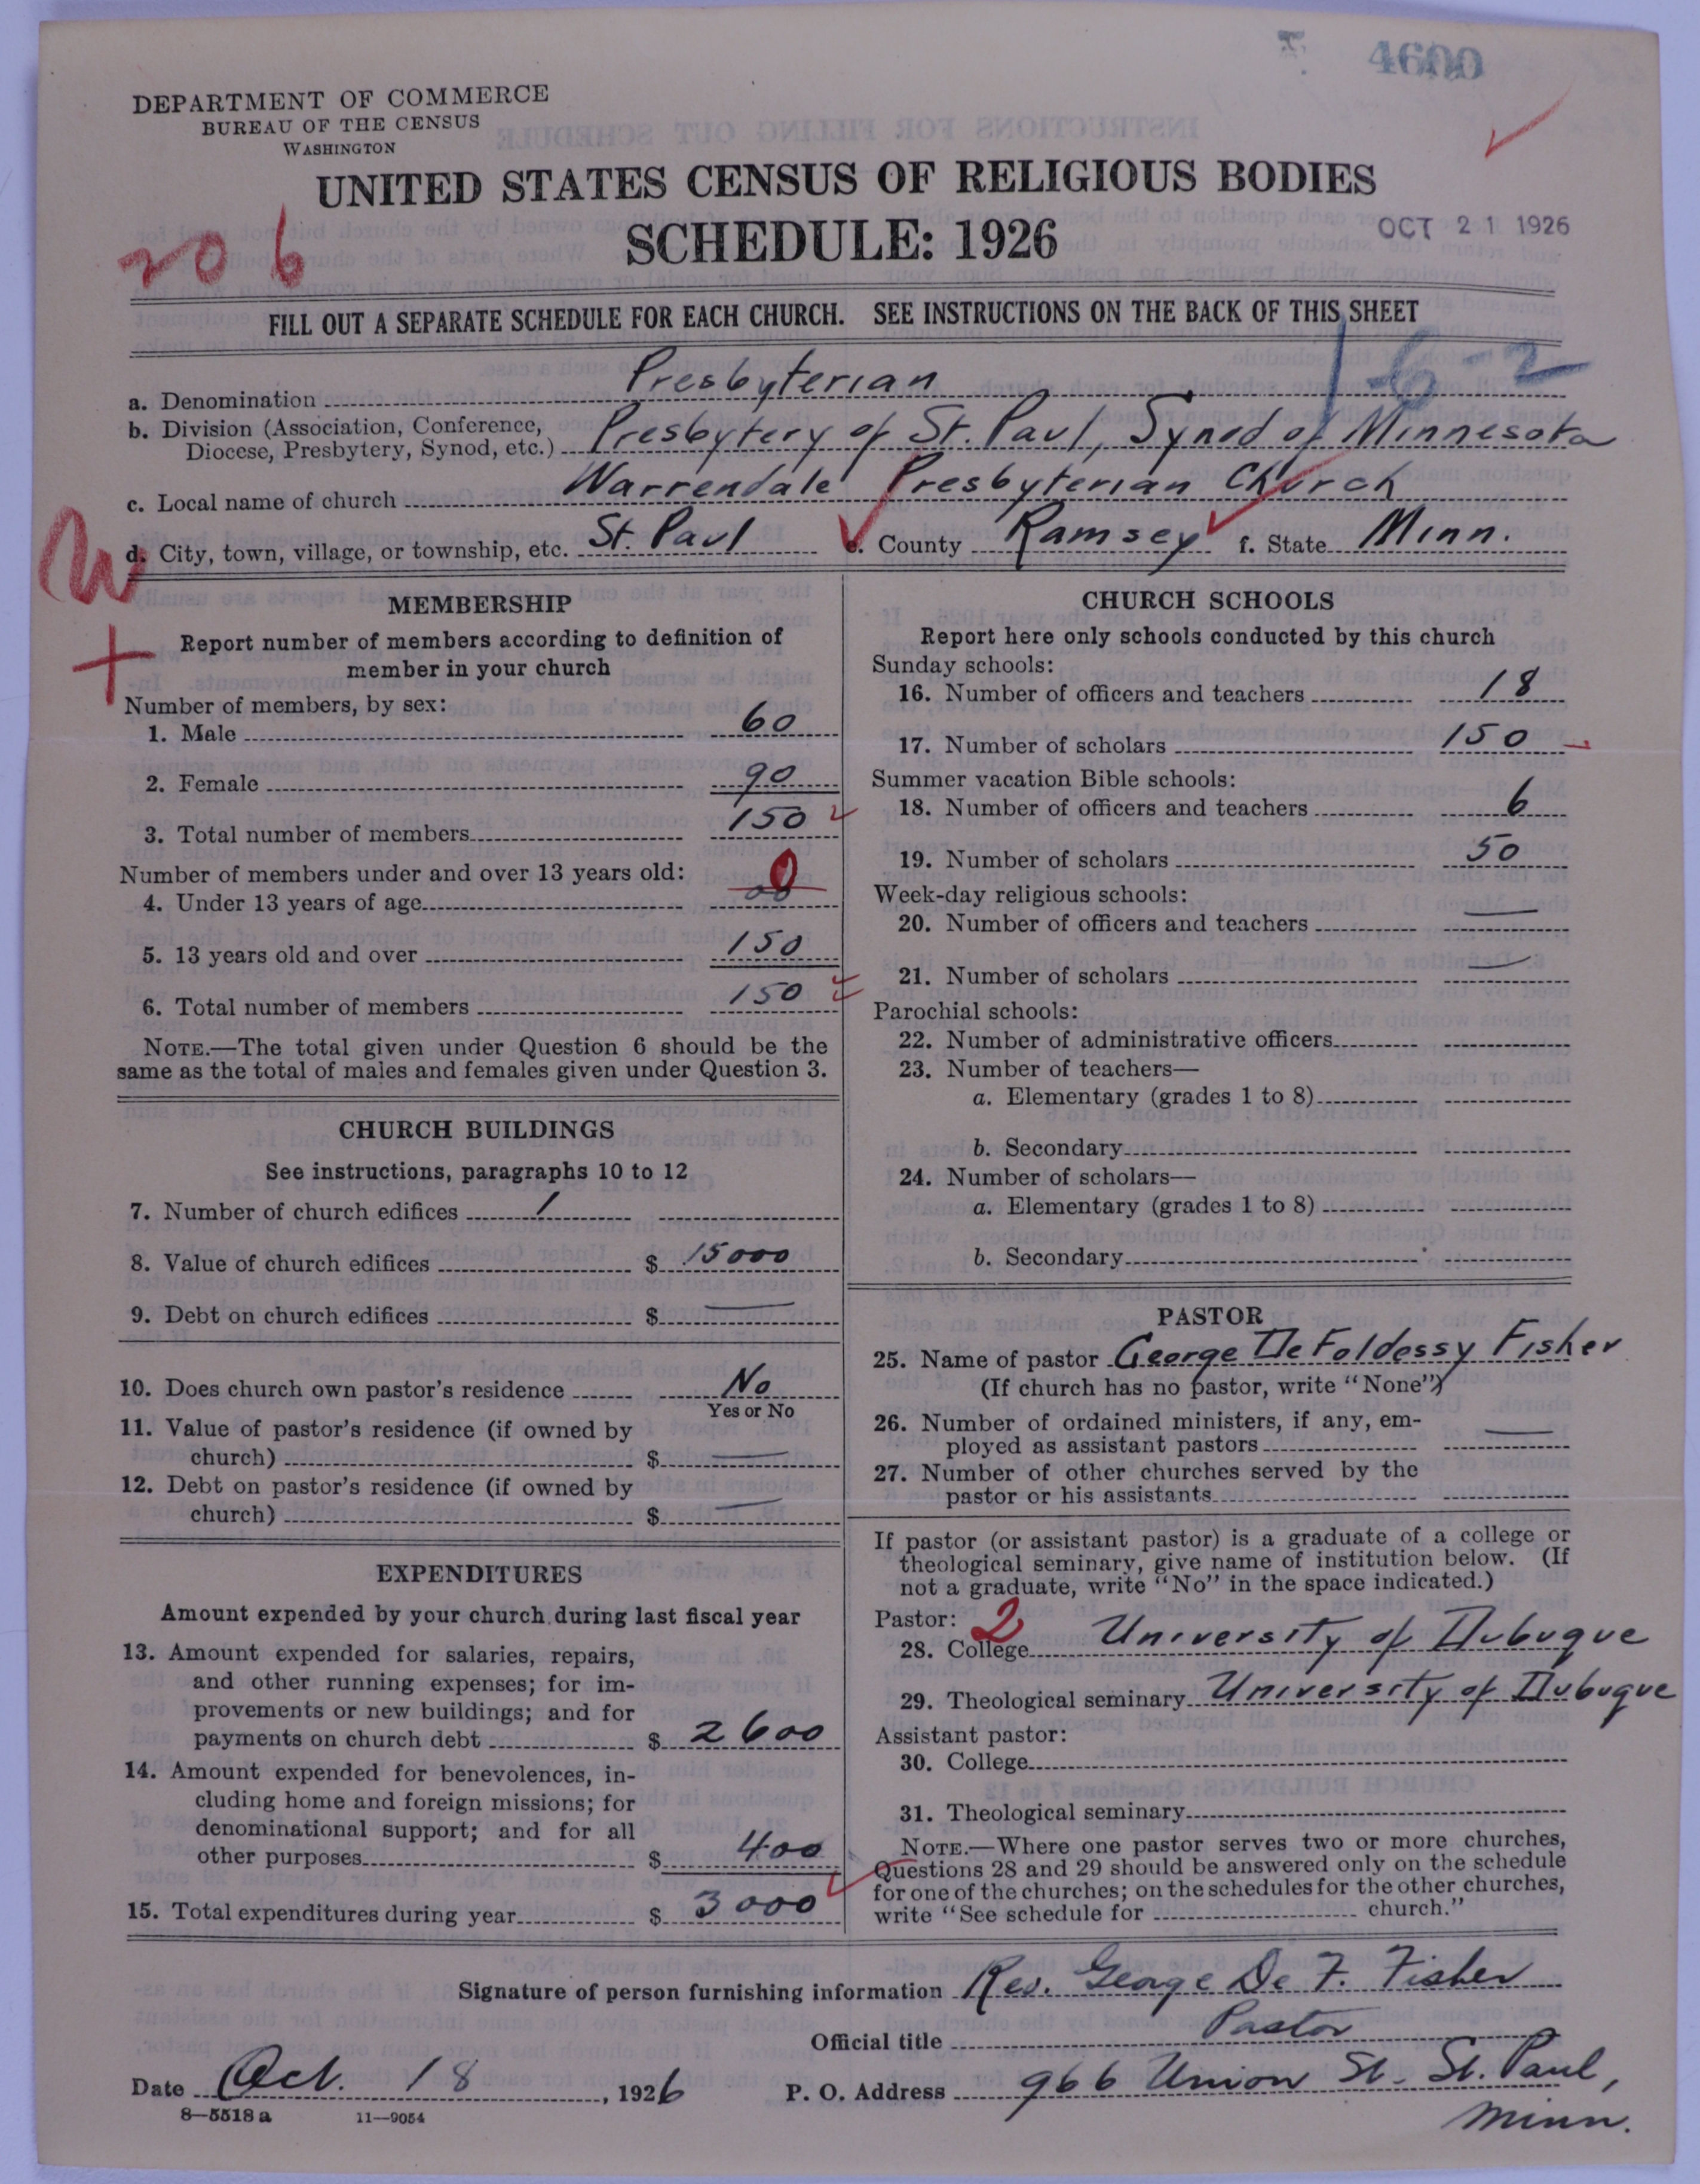 4600
DEPARTMENT OF COMMERCE
BUREAU OF THE CENSUS
WASHINGTON
UNITED STATES CENSUS OF RELIGIOUS BODIES
SCHEDULE: 1926
OCT 21 1926
206
FILL OUT A SEPARATE SCHEDULE FOR EACH CHURCH. SEE INSTRUCTIONS ON THE BACK OF THIS SHEET
16-2
a. Denomination Presbyterian
b. Division (Association, Conference, Diocese, Presbytery, Synod, etc.) Presbytery of St. Paul, Synod of Minnesota
c. Local name of church Warrendale Presbyterian Church
d. City, town, village, or township, etc. St. Paul e. County Ramsey f. State Minn.
W
+
MEMBERSHIP
Report number of members according to definition of
member in your church
Number of members, by sex:
1. Male 60
2. Female 90
3. Total number of members 150
Number of members under and over 13 years old:
0
4. Under 13 years of age 00
5. 13 years old and over 150
6. Total number of members 150
NOTE.—The total given under Question 6 should be the
same as the total of males and females given under Question 3.
CHURCH BUILDINGS
See instructions, paragraphs 10 to 12
7. Number of church edifices 1
8. Value of church edifices $ 15000
9. Debt on church edifices $ —
10. Does church own pastor's residence No
Yes or No
11. Value of pastor's residence (if owned by
church) $ —
12. Debt on pastor's residence (if owned by
church) $ —
EXPENDITURES
Amount expended by your church during last fiscal year
13. Amount expended for salaries, repairs,
and other running expenses; for im-
provements or new buildings; and for
payments on church debt $ 2600
14. Amount expended for benevolences, in-
cluding home and foreign missions; for
denominational support; and for all
other purposes $ 400
15. Total expenditures during year $ 3000
CHURCH SCHOOLS
Report here only schools conducted by this church
Sunday schools:
16. Number of officers and teachers 18
17. Number of scholars 150
Summer vacation Bible schools:
18. Number of officers and teachers 6
19. Number of scholars 50
Week-day religious schools:
20. Number of officers and teachers —
21. Number of scholars —
Parochial schools:
22. Number of administrative officers
23. Number of teachers—
a. Elementary (grades 1 to 8)
b. Secondary
24. Number of scholars—
a. Elementary (grades 1 to 8)
b. Secondary
PASTOR
25. Name of pastor George De Foldessy Fisher
(If church has no pastor, write "None")
26. Number of ordained ministers, if any, em-
ployed as assistant pastors —
27. Number of other churches served by the
pastor or his assistants
If pastor (or assistant pastor) is a graduate of a college or
theological seminary, give name of institution below. (If
not a graduate, write "No" in the space indicated.)
Pastor: 2
28. College University of Dubuque
29. Theological seminary University of Dubuque
Assistant pastor:
30. College
31. Theological seminary
NOTE.—Where one pastor serves two or more churches,
Questions 28 and 29 should be answered only on the schedule
for one of the churches; on the schedules for the other churches,
write "See schedule for church."
Signature of person furnishing information Rev. George De F. Fisher
Official title Pastor
Date Oct. 18, 1926 P. O. Address 966 Union St. St. Paul,
Minn.
8—5518 a 11—9054